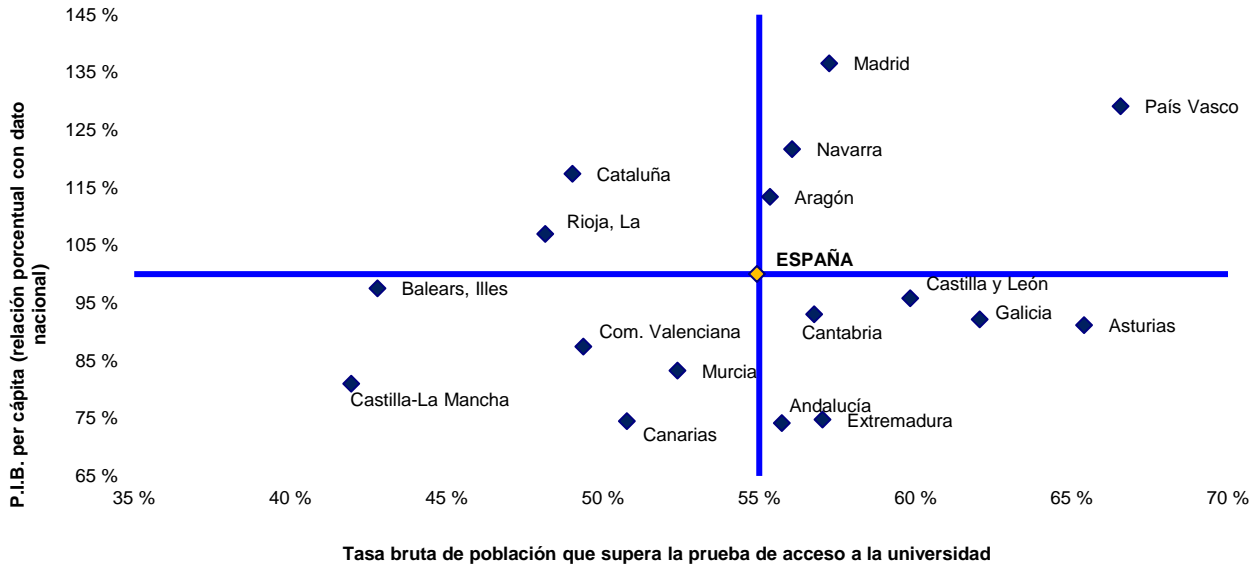 145 %
135 %
125 %
115 %
105 %
95 %
85 %
75 %
65 %
P.I.B. per cápita (relación porcentual con dato
nacional)
Madrid
País Vasco
Navarra
Cataluña
Aragón
Rioja, La
ESPAÑA
Castilla y León
Balears, Illes
Galicia
Asturias
Com. Valenciana
Cantabria
Murcia
Castilla-La Mancha
Andalucía
Extremadura
Canarias
35 %
40 %
45 %
50 %
55 %
60 %
65 %
70 %
Tasa bruta de población que supera la prueba de acceso a la universidad